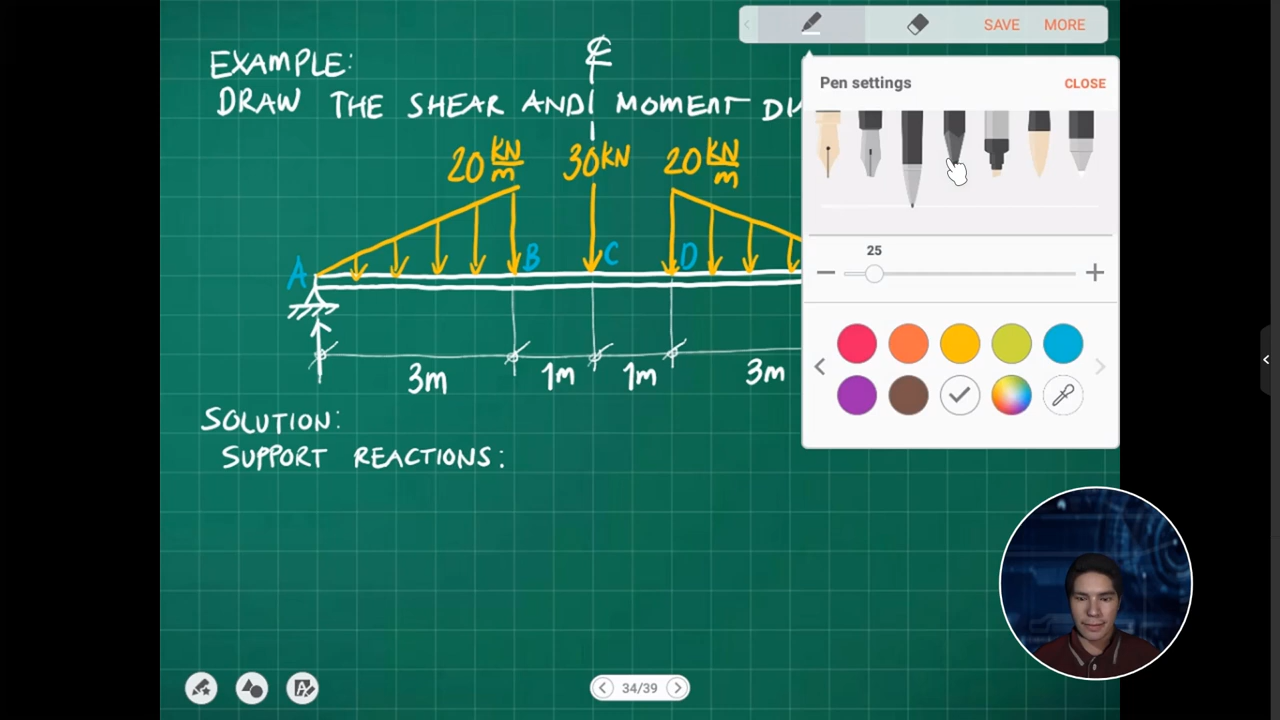 SAVE MORE
EXAMPLE: ℄
DRAW THE SHEAR AND MOMENT
Pen settings CLOSE
20 kN/m 30kN 20 kN/m
A B C D
25
3m 1m 1m 3m
SOLUTION:
SUPPORT REACTIONS:
34/39